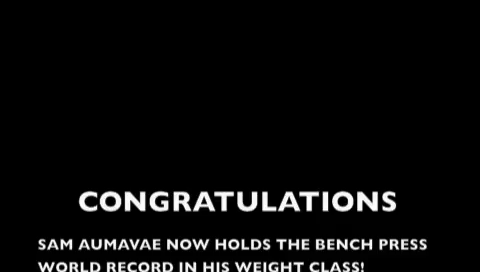 CONGRATULATIONS
SAM AUMAVAE NOW HOLDS THE BENCH PRESS
WORLD RECORD IN HIS WEIGHT CLASS!